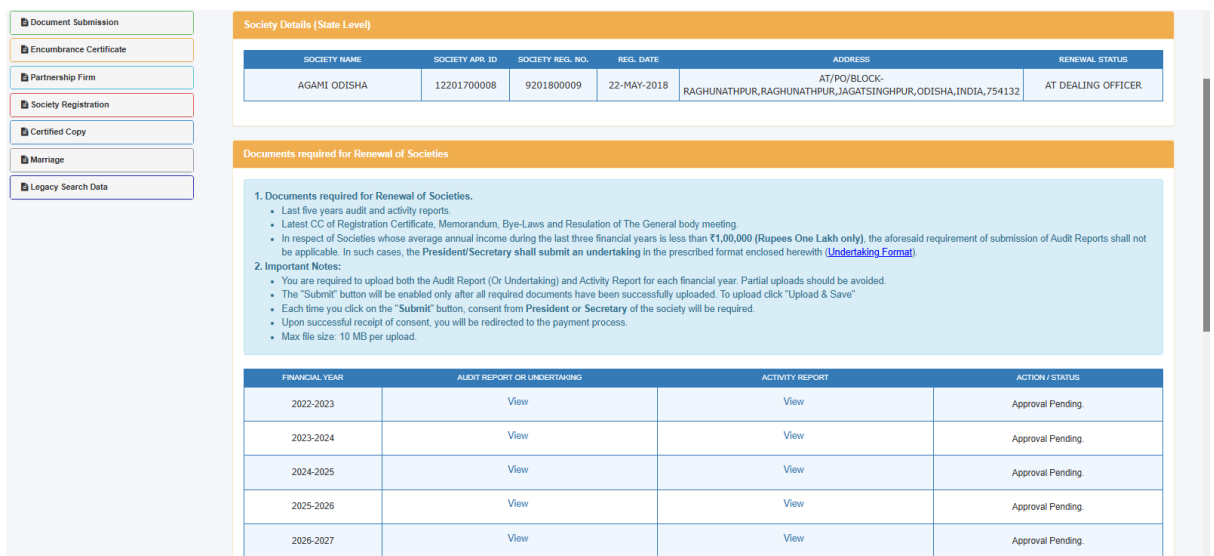 Document Submission
Encumbrance Certificate
Partnership Firm
Society Registration
Certified Copy
Marriage
Legacy Search Data
Society Details (State Level)
SOCIETY NAME SOCIETY APR. ID SOCIETY REG. NO. REG. DATE ADDRESS RENEWAL STATUS
AGAMI ODISHA 12201700008 9201800009 22-MAY-2018 AT/PO/BLOCK-RAGHUNATHPUR,RAGHUNATHPUR,JAGATSINGHPUR,ODISHA,INDIA,754132 AT DEALING OFFICER
Documents required for Renewal of Societies
1. Documents required for Renewal of Societies.
• Last five years audit and activity reports.
• Latest CC of Registration Certificate, Memorandum, Bye-Laws and Resulation of The General body meeting.
• In respect of Societies whose average annual income during the last three financial years is less than ₹1,00,000 (Rupees One Lakh only), the aforesaid requirement of submission of Audit Reports shall not
be applicable. In such cases, the President/Secretary shall submit an undertaking in the prescribed format enclosed herewith (Undertaking Format).
2. Important Notes:
• You are required to upload both the Audit Report (Or Undertaking) and Activity Report for each financial year. Partial uploads should be avoided.
• The "Submit" button will be enabled only after all required documents have been successfully uploaded. To upload click "Upload & Save"
• Each time you click on the "Submit" button, consent from President or Secretary of the society will be required.
• Upon successful receipt of consent, you will be redirected to the payment process.
• Max file size: 10 MB per upload.
FINANCIAL YEAR AUDIT REPORT OR UNDERTAKING ACTIVITY REPORT ACTION / STATUS
2022-2023 View View Approval Pending.
2023-2024 View View Approval Pending.
2024-2025 View View Approval Pending.
2025-2026 View View Approval Pending.
2026-2027 View View Approval Pending.